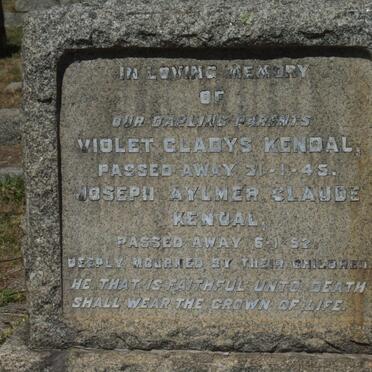 IN LOVING MEMORY
OF
OUR DARLING PARENTS
VIOLET GLADYS KENDAL,
PASSED AWAY 31-1-45.
JOSEPH AYLMER CLAUDE
KENDAL,
PASSED AWAY 6-1-52.
DEEPLY MOURNED BY THEIR CHILDREN
HE THAT IS FAITHFUL UNTO DEATH
SHALL WEAR THE CROWN OF LIFE.